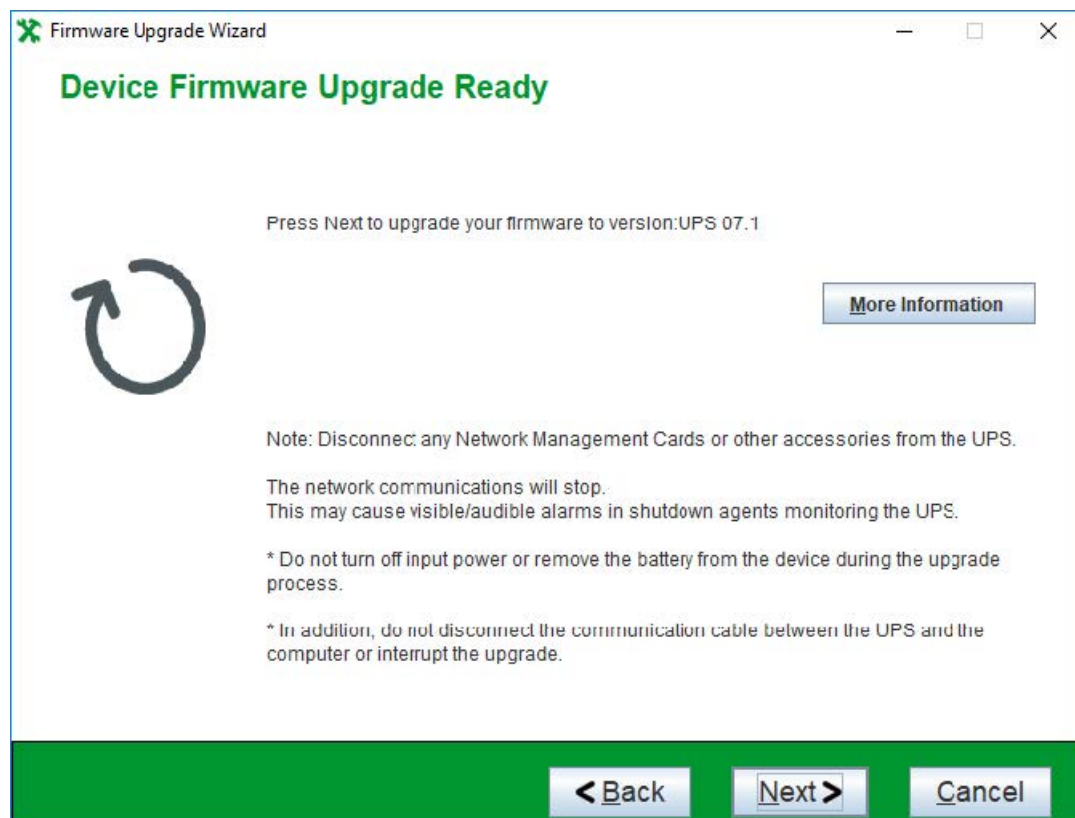 Firmware Upgrade Wizard
Device Firmware Upgrade Ready
Press Next to upgrade your firmware to version:UPS 07.1
More Information
Note: Disconnect any Network Management Cards or other accessories from the UPS.
The network communications will stop.
This may cause visible/audible alarms in shutdown agents monitoring the UPS.
* Do not turn off input power or remove the battery from the device during the upgrade
process.
* In addition, do not disconnect the communication cable between the UPS and the
computer or interrupt the upgrade.
< Back
Next >
Cancel